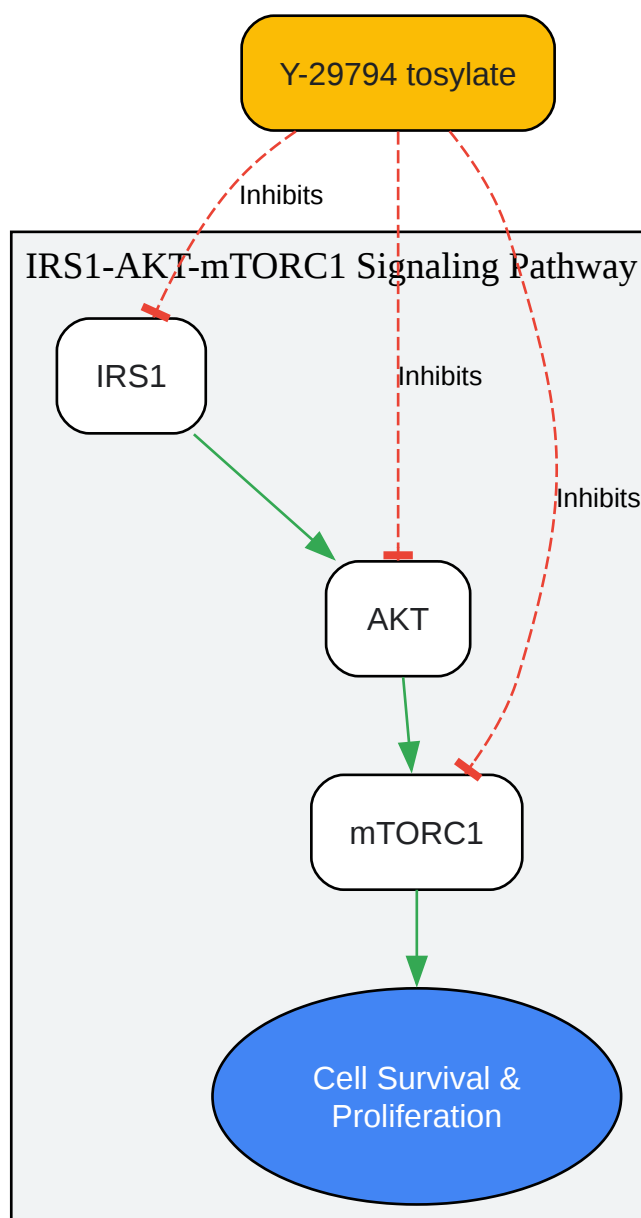 Y-29794 tosylate
Inhibits
IRS1-AKT-mTORC1 Signaling Pathway
IRS1
Inhibits
Inhibits
AKT
mTORC1
Cell Survival &
Proliferation